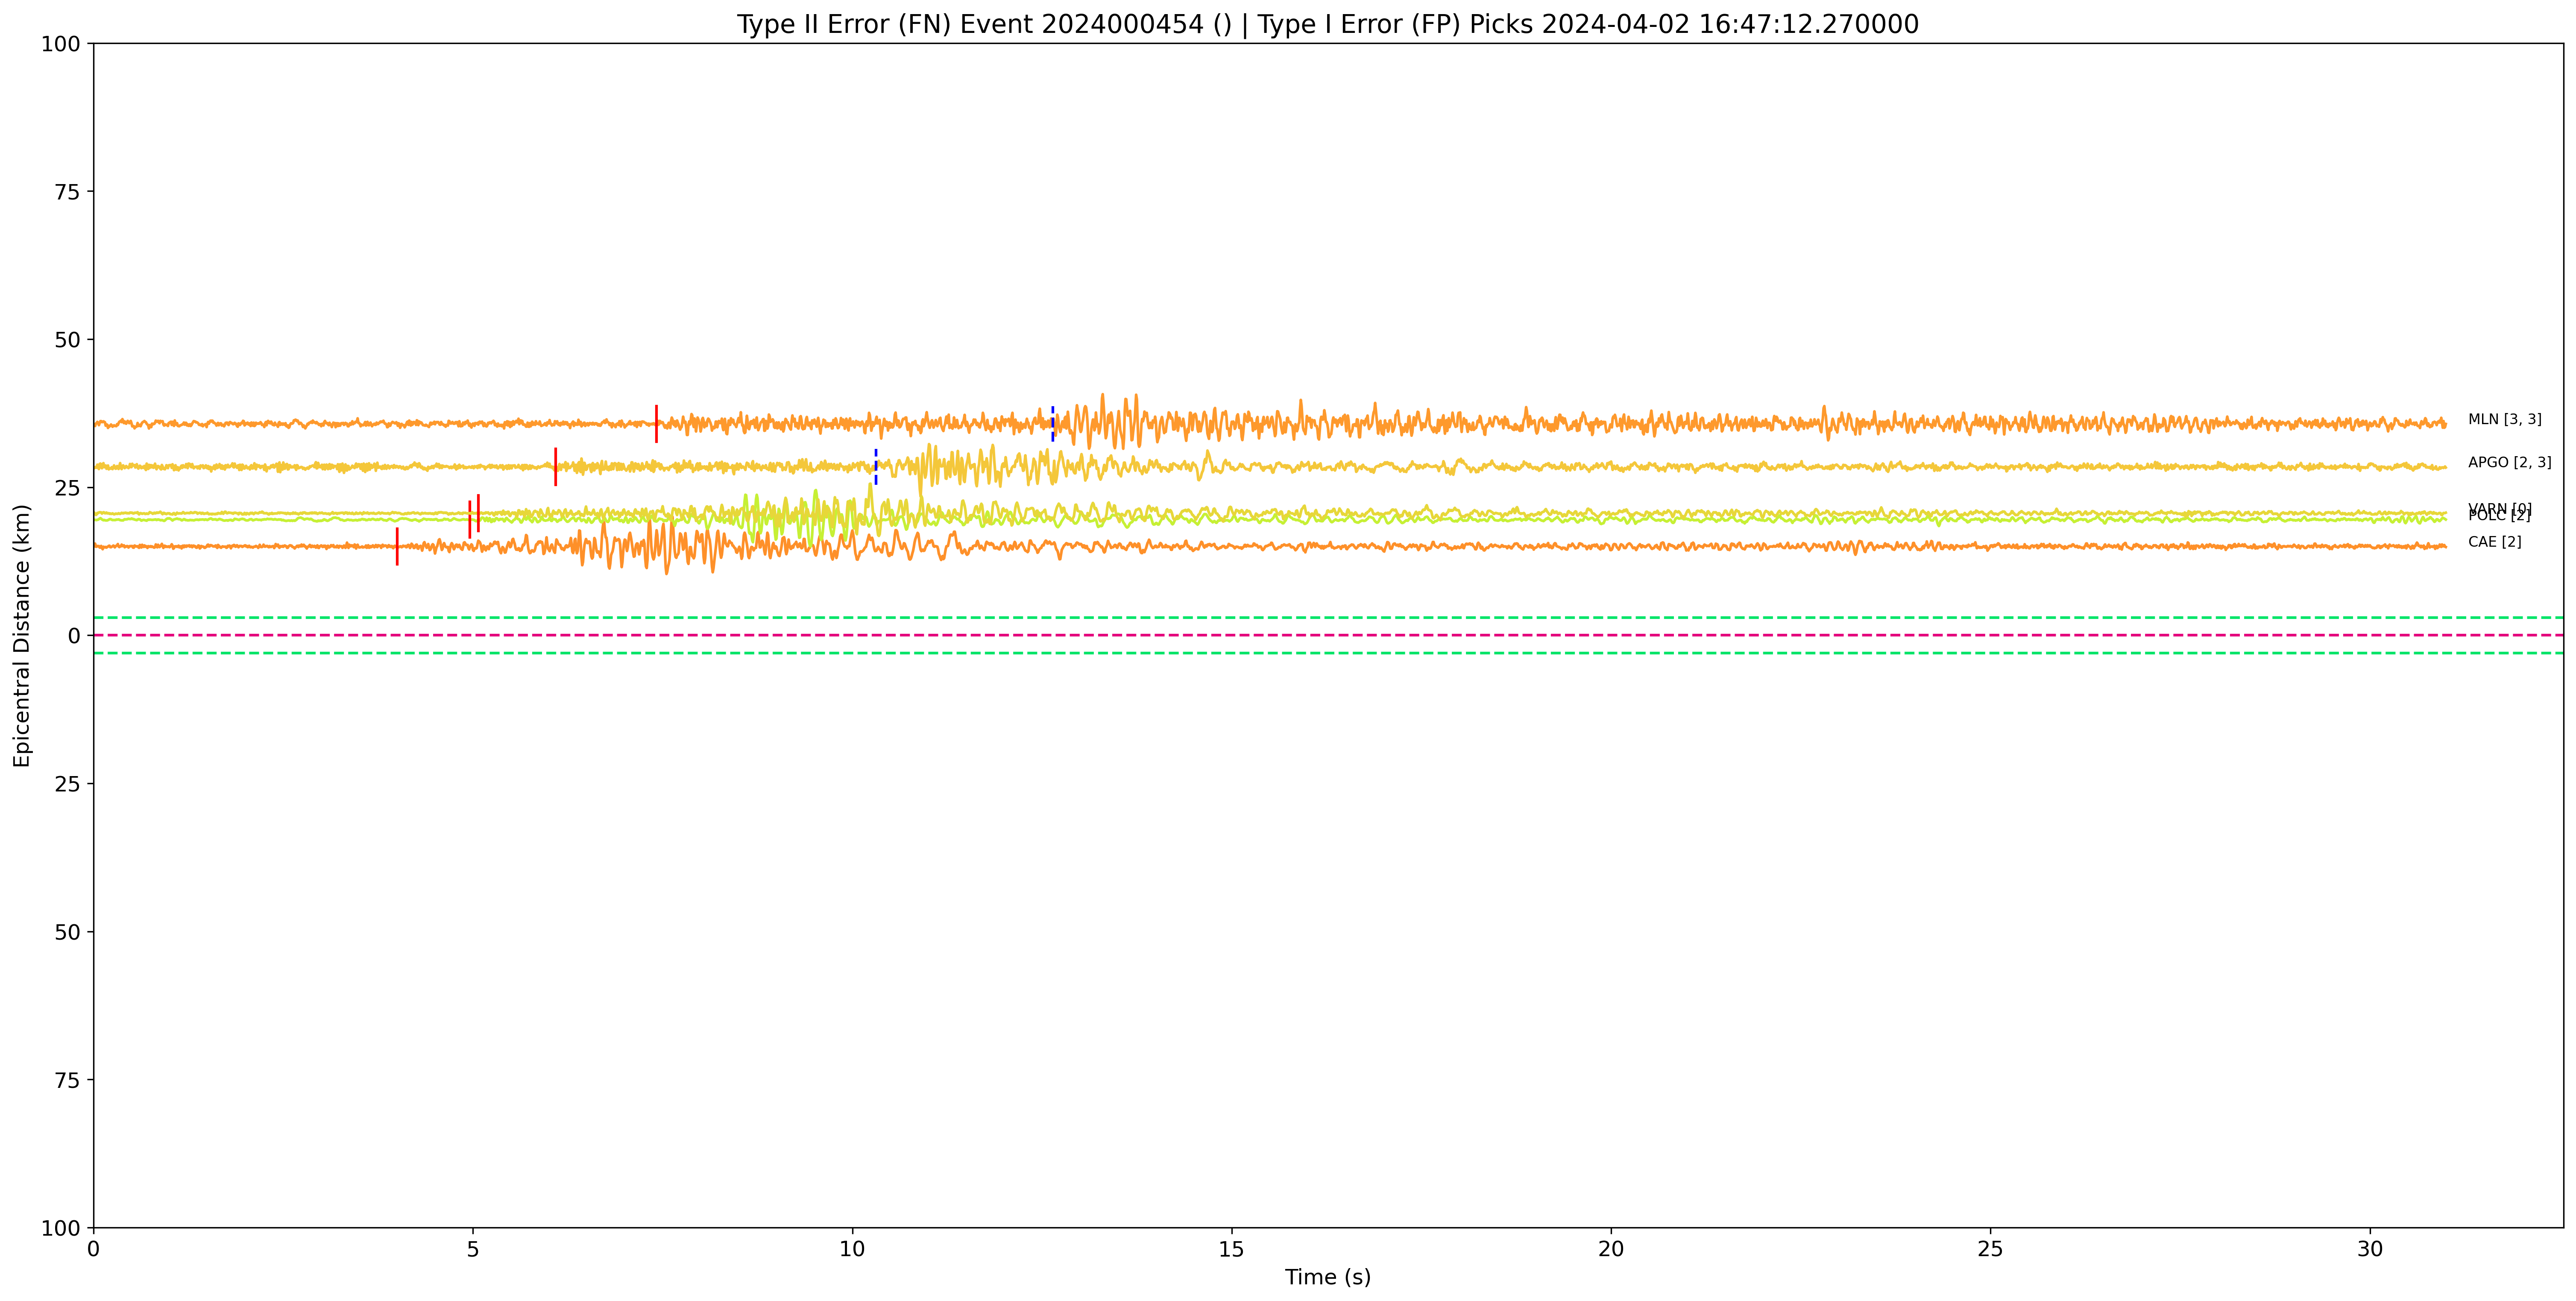 Type II Error (FN) Event 2024000454 () | Type I Error (FP) Picks 2024-04-02 16:47:12.270000
100
75
50
25
0
25
50
75
100
Epicentral Distance (km)
MLN [3, 3]
APGO [2, 3]
VARN [0]
POLC [2]
CAE [2]
0
5
10
15
20
25
30
Time (s)